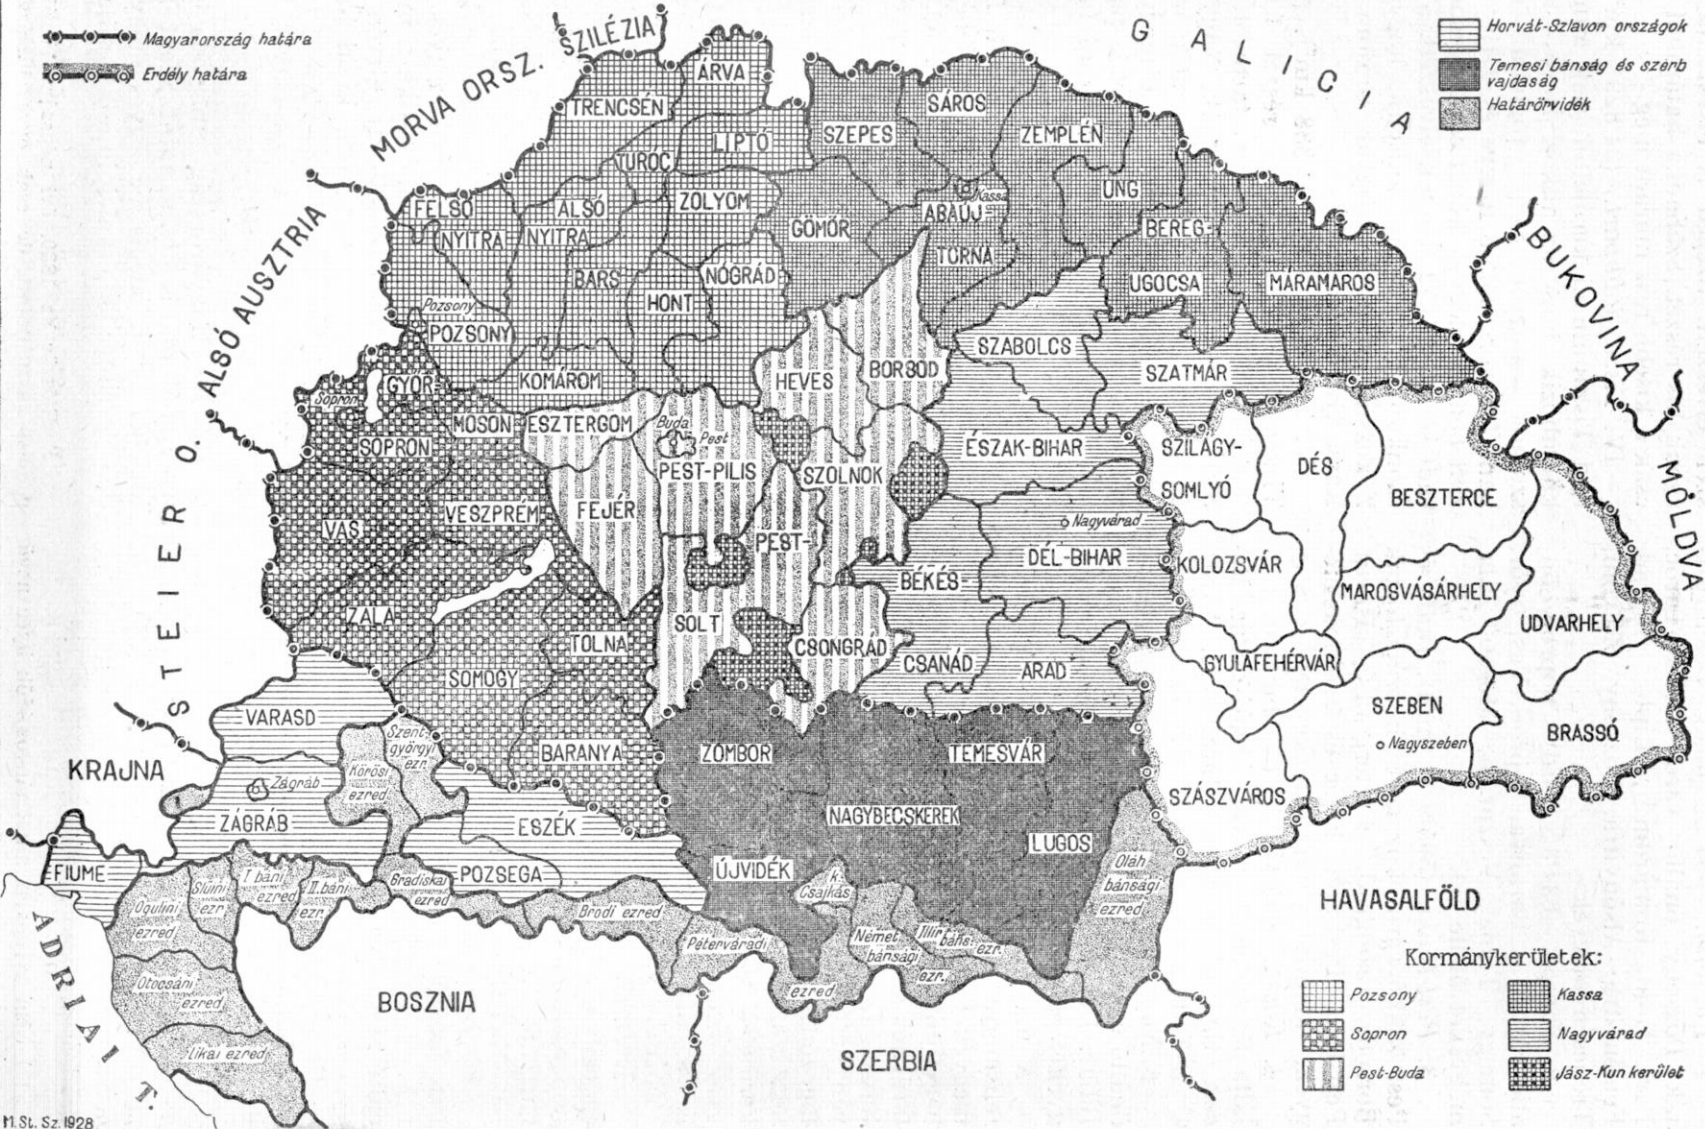 Magyarország határa
Erdély határa
MORVA ORSZ.
SZILÉZIA
GALICIA
Horvát-Szlavon országok
Temesi bánság és szerb
vajdaság
Határőrvidék
ALSÓ AUSZTRIA
STEIER O.
BUKOVINA
MOLDVA
ÁRVA
TRENCSÉN
LIPTÓ
TURÓC
SZEPES
SÁROS
ZEMPLÉN
UNG
BEREG-
UGOCSA
MÁRAMAROS
FELSŐ
NYITRA
ALSÓ
NYITRA
ZÓLYOM
GÖMÖR
Kassa
ABAÚJ-
TORNA
BARS
HONT
NÓGRÁD
Pozsony
POZSONY
KOMÁROM
HEVES
BORSOD
SZABOLCS
SZATMÁR
GYŐR
Sopron
MOSON
SOPRON
ESZTERGOM
Buda
Pest
PEST-PILIS
SZOLNOK
ÉSZAK-BIHAR
SZILÁGY-
SOMLYÓ
DÉS
BESZTERCE
VAS
VESZPRÉM
FEJÉR
PEST-
SOLT
Nagyvárad
DÉL-BIHAR
BÉKÉS-
CSANÁD
KOLOZSVÁR
MAROSVÁSÁRHELY
UDVARHELY
ZALA
TOLNA
SOMOGY
CSONGRÁD
ARAD
GYULAFEHÉRVÁR
SZEBEN
Nagyszeben
BRASSÓ
SZÁSZVÁROS
VARASD
Szent-
györgyi
ezr.
BARANYA
ZOMBOR
TEMESVÁR
KRAJNA
Zágráb
ZÁGRÁB
Körösi
ezred
ESZÉK
NAGYBECSKEREK
LUGOS
FIUME
POZSEGA
ÚJVIDÉK
k.
Csajkás
Oláh
bánsági
ezred
Ogulini
ezred
Sluini
ezr.
I báni
ezred
II. báni
ezr.
Gradiskai
ezred
Brodi ezred
Péterváradi
ezred
Német
bánsági
ezr.
Illir
báns.
ezr.
Otocsáni
ezred
Likai ezred
ADRIAI T.
BOSZNIA
SZERBIA
HAVASALFÖLD
Kormánykerületek:
Pozsony
Sopron
Pest-Buda
Kassa
Nagyvárad
Jász-Kun kerület
M. St. Sz. 1928